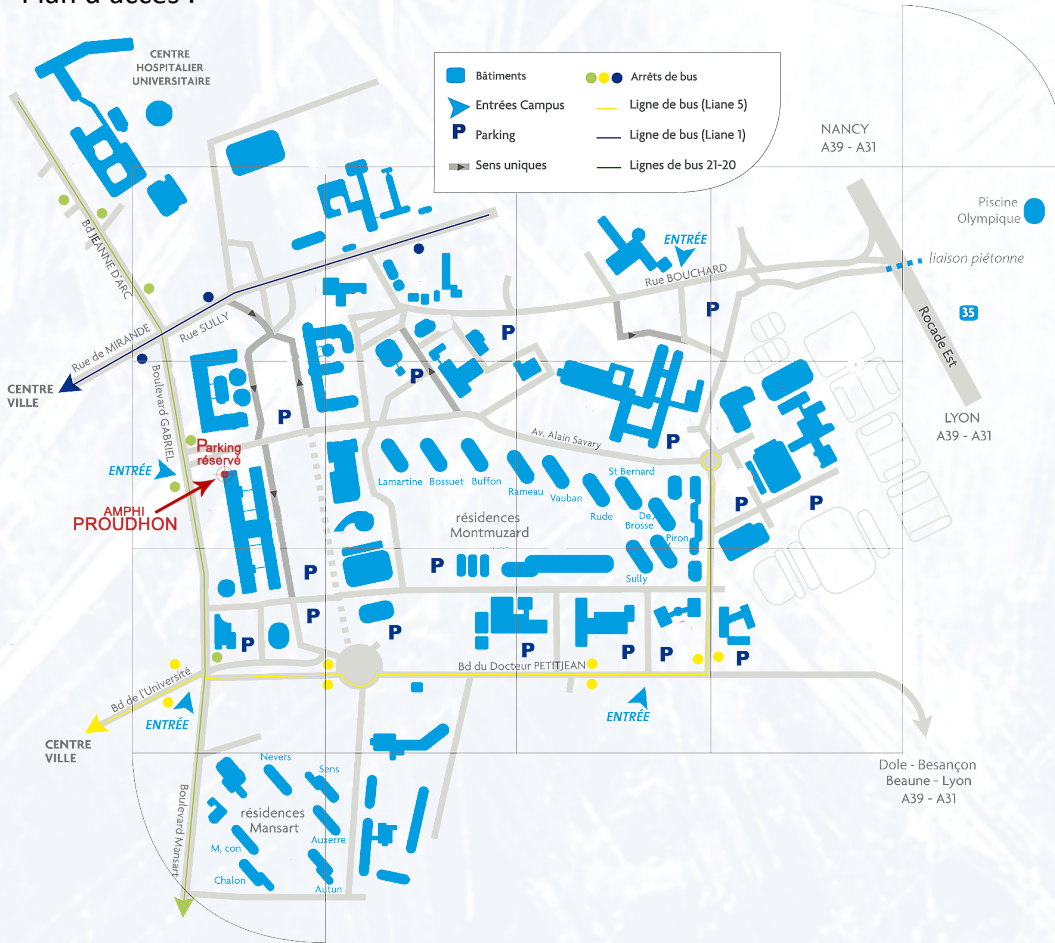 Plan d'accès :
CENTRE
HOSPITALIER
UNIVERSITAIRE
Bâtiments
Arrêts de bus
Entrées Campus
Ligne de bus (Liane 5)
P Parking
Ligne de bus (Liane 1)
Sens uniques
Lignes de bus 21-20
NANCY
A39 - A31
Piscine
Olympique
liaison piétonne
35
Rocade Est
LYON
A39 - A31
ENTRÉE
Rue BOUCHARD
P
P
Bd JEANNE D'ARC
Rue de MIRANDE
Rue SULLY
CENTRE
VILLE
Boulevard GABRIEL
P
P
Av. Alain Savary
P
Parking
réservé
ENTRÉE
AMPHI
PROUDHON
Lamartine
Bossuet
Buffon
Rameau
Vauban
St Bernard
Rude
De
Brosse
Piron
Sully
résidences
Montmuzard
P
P
P
P
P
P
P
P
P
P
P
Bd du Docteur PETITJEAN
Bd de l'Université
ENTRÉE
ENTRÉE
CENTRE
VILLE
Dole - Besançon
Beaune - Lyon
A39 - A31
Boulevard Mansart
Nevers
Sens
résidences
Mansart
M, con
Auxerre
Chalon
Autun